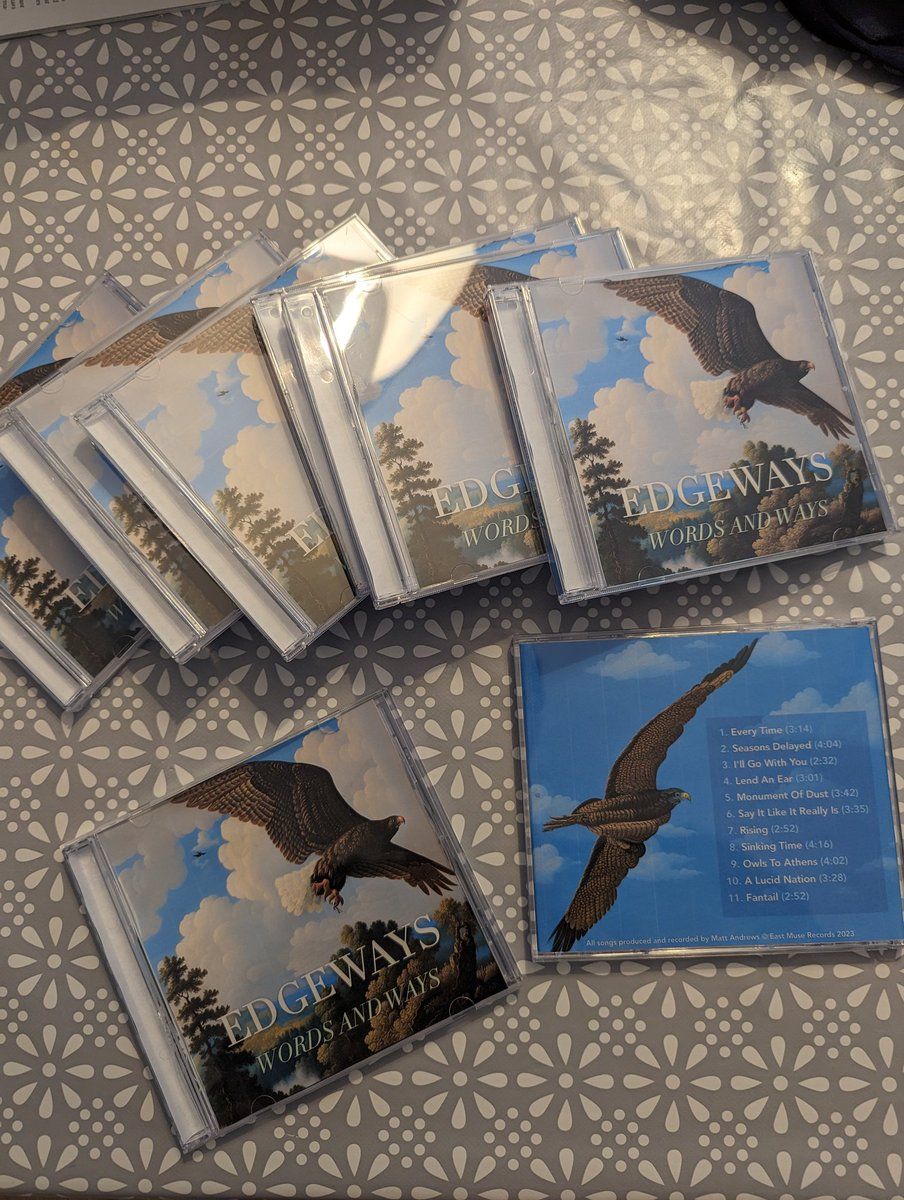 EDGEWAYS
WORDS AND WAYS
EDG
WORDS
E
W
EDGEWAYS
WORDS AND WAYS
1. Every Time (3:14)
2. Seasons Delayed (4:04)
3. I'll Go With You (2:32)
4. Lend An Ear (3:01)
5. Monument Of Dust (3:42)
6. Say It Like It Really Is (3:35)
7. Rising (2:52)
8. Sinking Time (4:16)
9. Owls To Athens (4:02)
10. A Lucid Nation (3:28)
11. Fantail (2:52)
All songs produced and recorded by Matt Andrews © East Muse Records 2023